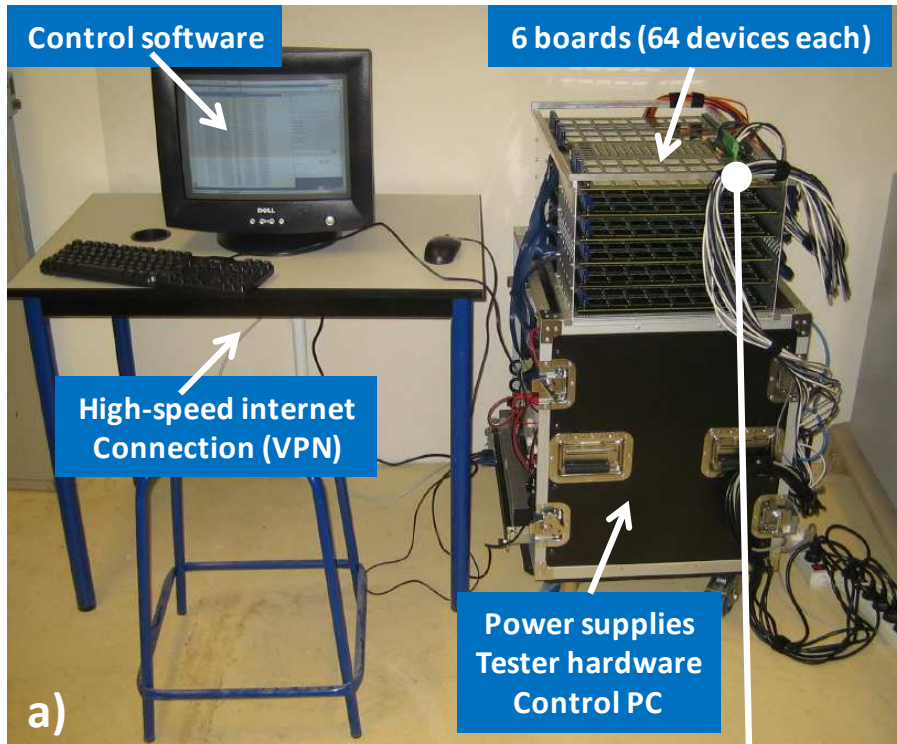 Control software
6 boards (64 devices each)
DELL
High-speed internet
Connection (VPN)
Power supplies
Tester hardware
Control PC
a)